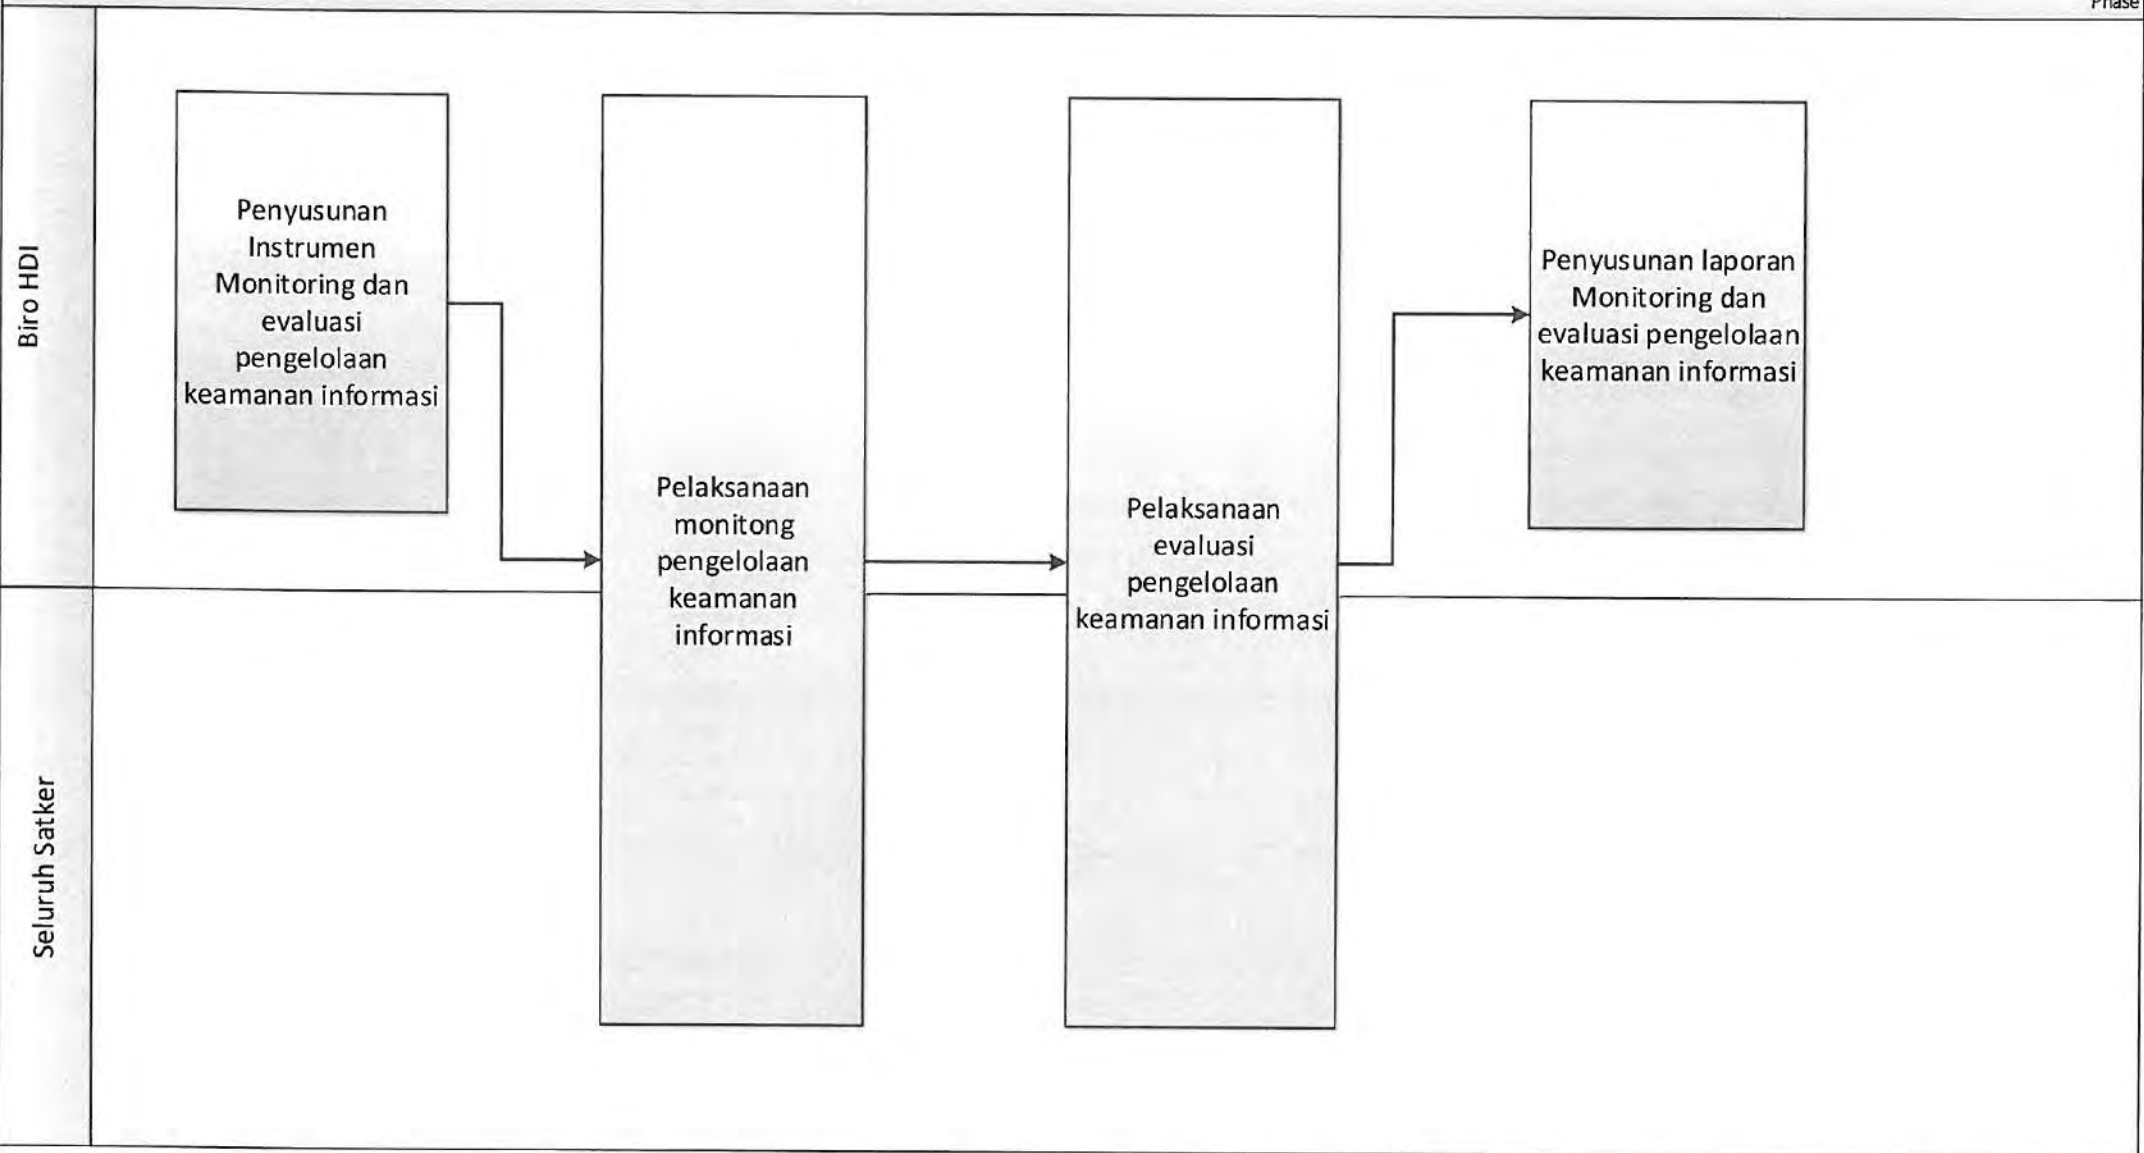 Phase
Biro HDI
Penyusunan
Instrumen
Monitoring dan
evaluasi
pengelolaan
keamanan informasi
Pelaksanaan
monitong
pengelolaan
keamanan
informasi
Pelaksanaan
evaluasi
pengelolaan
keamanan informasi
Penyusunan laporan
Monitoring dan
evaluasi pengelolaan
keamanan informasi
Seluruh Satker